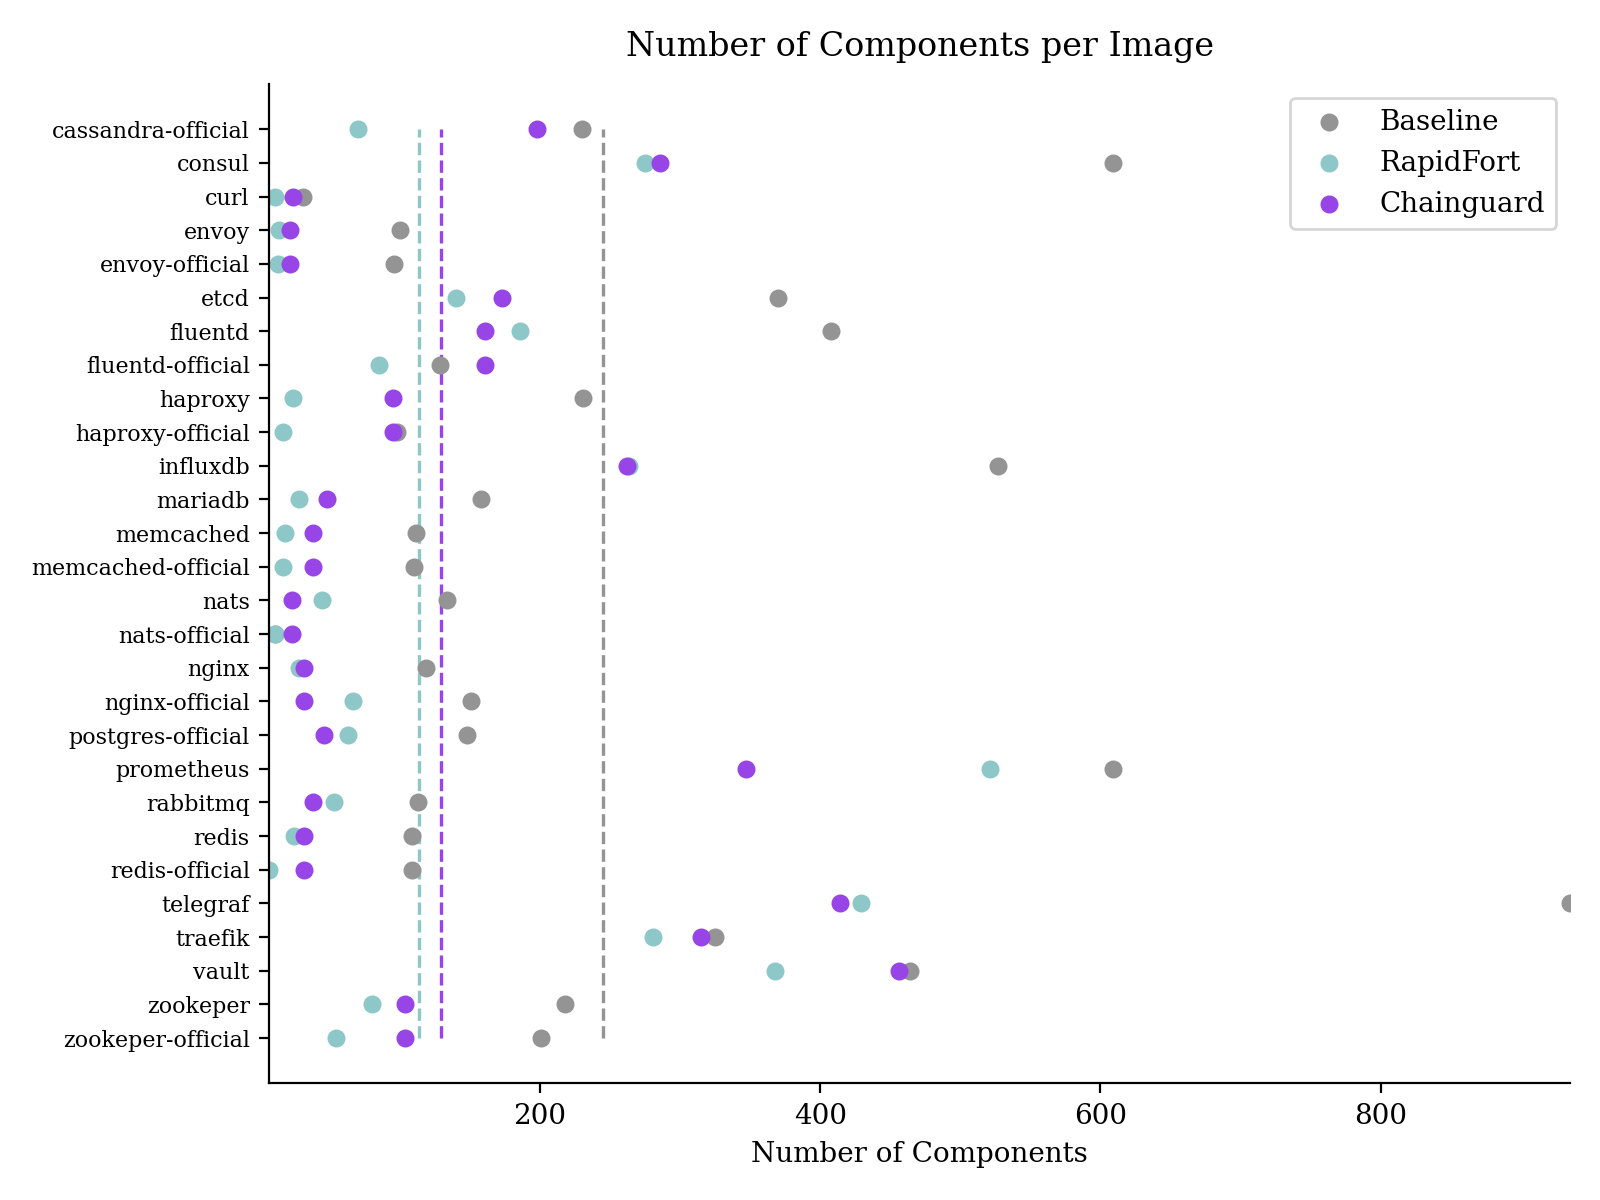 Number of Components per Image
Baseline
RapidFort
Chainguard
cassandra-official
consul
curl
envoy
envoy-official
etcd
fluentd
fluentd-official
haproxy
haproxy-official
influxdb
mariadb
memcached
memcached-official
nats
nats-official
nginx
nginx-official
postgres-official
prometheus
rabbitmq
redis
redis-official
telegraf
traefik
vault
zookeper
zookeper-official
200 400 600 800
Number of Components